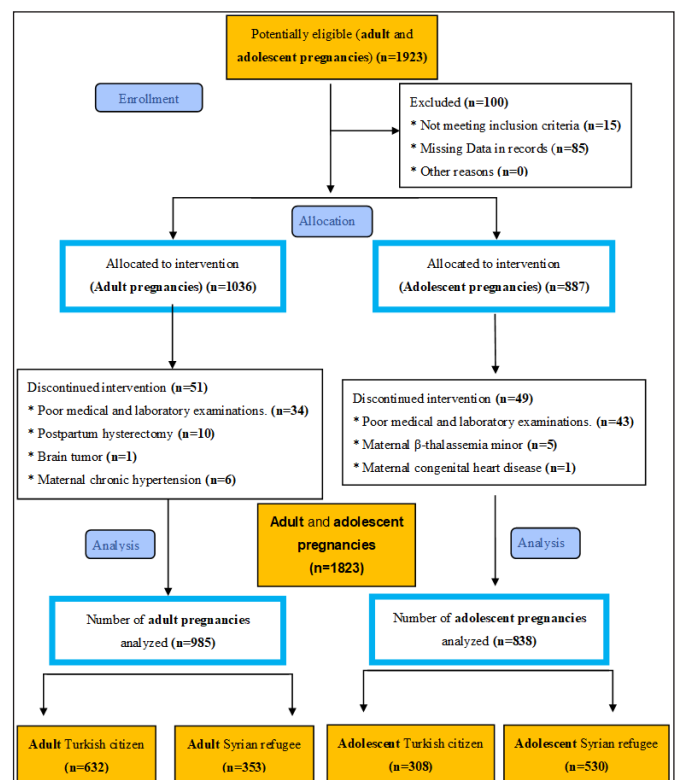 Potentially eligible (adult and
adolescent pregnancies) (n=1923)
Enrollment
Excluded (n=100)
* Not meeting inclusion criteria (n=15)
* Missing Data in records (n=85)
* Other reasons (n=0)
Allocation
Allocated to intervention
(Adult pregnancies) (n=1036)
Allocated to intervention
(Adolescent pregnancies) (n=887)
Discontinued intervention (n=51)
* Poor medical and laboratory examinations. (n=34)
* Postpartum hysterectomy (n=10)
* Brain tumor (n=1)
* Maternal chronic hypertension (n=6)
Discontinued intervention (n=49)
* Poor medical and laboratory examinations. (n=43)
* Maternal β-thalassemia minor (n=5)
* Maternal congenital heart disease (n=1)
Adult and adolescent
pregnancies
(n=1823)
Analysis
Analysis
Number of adult pregnancies
analyzed (n=985)
Number of adolescent pregnancies
analyzed (n=838)
Adult Turkish citizen
(n=632)
Adult Syrian refugee
(n=353)
Adolescent Turkish citizen
(n=308)
Adolescent Syrian refugee
(n=530)